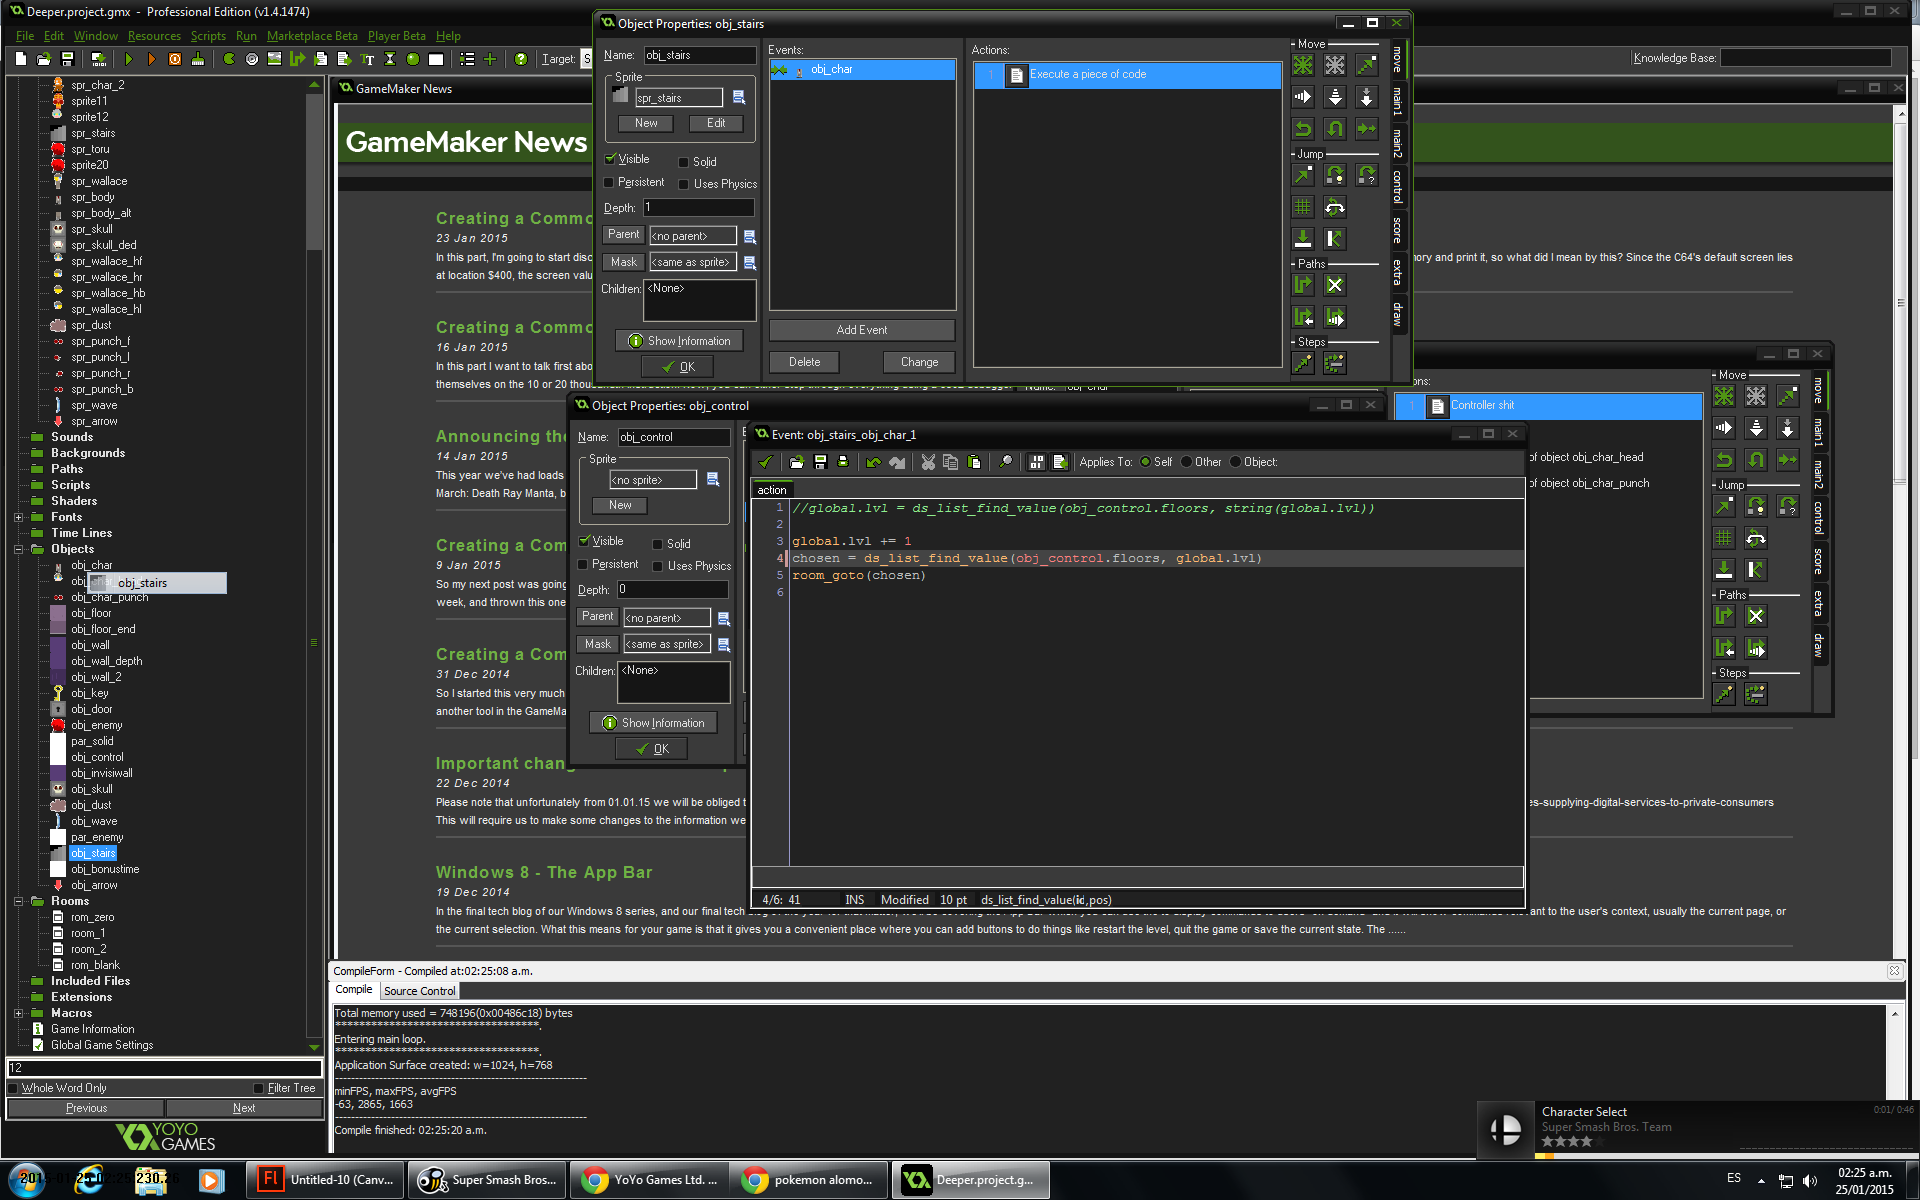 Deeper.project.gmx - Professional Edition (v1.4.1474)
File Edit Window Resources Scripts Run Marketplace Beta Player Beta Help
Target:
Knowledge Base:
spr_char_2
sprite11
sprite12
spr_stairs
spr_toru
sprite20
spr_wallace
spr_body
spr_body_alt
spr_skull
spr_skull_ded
spr_wallace_hf
spr_wallace_hr
spr_wallace_hb
spr_wallace_hl
spr_dust
spr_punch_f
spr_punch_l
spr_punch_r
spr_punch_b
spr_wave
spr_arrow
Sounds
Backgrounds
Paths
Scripts
Shaders
Fonts
Time Lines
Objects
obj_char
obj_stairs
obj_char_punch
obj_floor
obj_floor_end
obj_wall
obj_wall_depth
obj_wall_2
obj_key
obj_door
obj_enemy
par_solid
obj_control
obj_invisiwall
obj_skull
obj_dust
obj_wave
par_enemy
obj_stairs
obj_bonustime
obj_arrow
Rooms
rom_zero
room_1
room_2
rom_blank
Included Files
Extensions
Macros
Game Information
Global Game Settings
12
Whole Word Only Filter Tree
Previous Next
YOYO GAMES
GameMaker News
GameMaker News
Creating a Commo
23 Jan 2015
In this part, I'm going to start disc
ory and print it, so what did I mean by this? Since the C64's default screen lies
at location $400, the screen valu
Creating a Commo
16 Jan 2015
In this part I want to talk first abo
themselves on the 10 or 20 thou
Announcing the
14 Jan 2015
This year we've had loads
March: Death Ray Manta, b
Creating a Com
9 Jan 2015
So my next post was going
week, and thrown this one
Creating a Com
31 Dec 2014
So I started this very much
another tool in the GameMa
Important chang
22 Dec 2014
Please note that unfortunately from 01.01.15 we will be obliged t
es-supplying-digital-services-to-private-consumers
This will require us to make some changes to the information we
Windows 8 - The App Bar
19 Dec 2014
In the final tech blog of our Windows 8 series, and our final tech
ant to the user's context, usually the current page, or
the current selection. What this means for your game is that it gives you a convenient place where you can add buttons to do things like restart the level, quit the game or save the current state. The ......
Object Properties: obj_stairs
Name: obj_stairs
Sprite
spr_stairs
New Edit
Visible Solid
Persistent Uses Physics
Depth: 1
Parent <no parent>
Mask <same as sprite>
Children: <None>
Show Information
OK
Events:
obj_char
Add Event
Delete Change
Actions:
1 Execute a piece of code
Move
Jump
Paths
Steps
move
main1
main2
control
score
extra
draw
Object Properties: obj_control
Name: obj_control
Sprite
<no sprite>
New
Visible Solid
Persistent Uses Physics
Depth: 0
Parent <no parent>
Mask <same as sprite>
Children: <None>
Show Information
OK
ons:
1 Controller shit
of object obj_char_head
of object obj_char_punch
Move
Jump
Paths
Steps
move
main1
main2
control
score
extra
draw
Event: obj_stairs_obj_char_1
Applies To: Self Other Object:
action
1 //global.lvl = ds_list_find_value(obj_control.floors, string(global.lvl))
2
3 global.lvl += 1
4 chosen = ds_list_find_value(obj_control.floors, global.lvl)
5 room_goto(chosen)
6
4/6: 41 INS Modified 10 pt ds_list_find_value(id,pos)
CompileForm - Compiled at:02:25:08 a.m.
Compile Source Control
Total memory used = 748196(0x00486c18) bytes
**********************************.
Entering main loop.
**********************************.
Application Surface created: w=1024, h=768
minFPS, maxFPS, avgFPS
-63, 2865, 1663
Compile finished: 02:25:20 a.m.
Character Select
0:01/ 0:46
Super Smash Bros. Team
Untitled-10 (Canv...
Super Smash Bros...
YoYo Games Ltd. ...
pokemon alomo...
Deeper.project.g...
ES
02:25 a.m.
25/01/2015